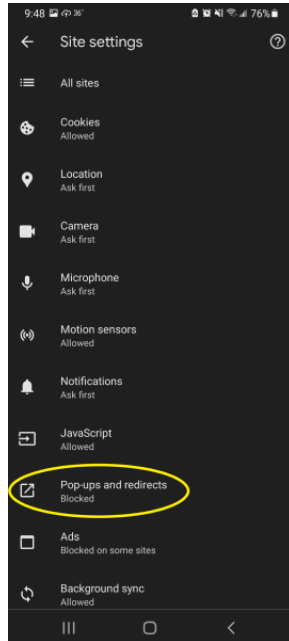 9:48 36°
76%
Site settings
All sites
Cookies
Allowed
Location
Ask first
Camera
Ask first
Microphone
Ask first
Motion sensors
Allowed
Notifications
Ask first
JavaScript
Allowed
Pop-ups and redirects
Blocked
Ads
Blocked on some sites
Background sync
Allowed